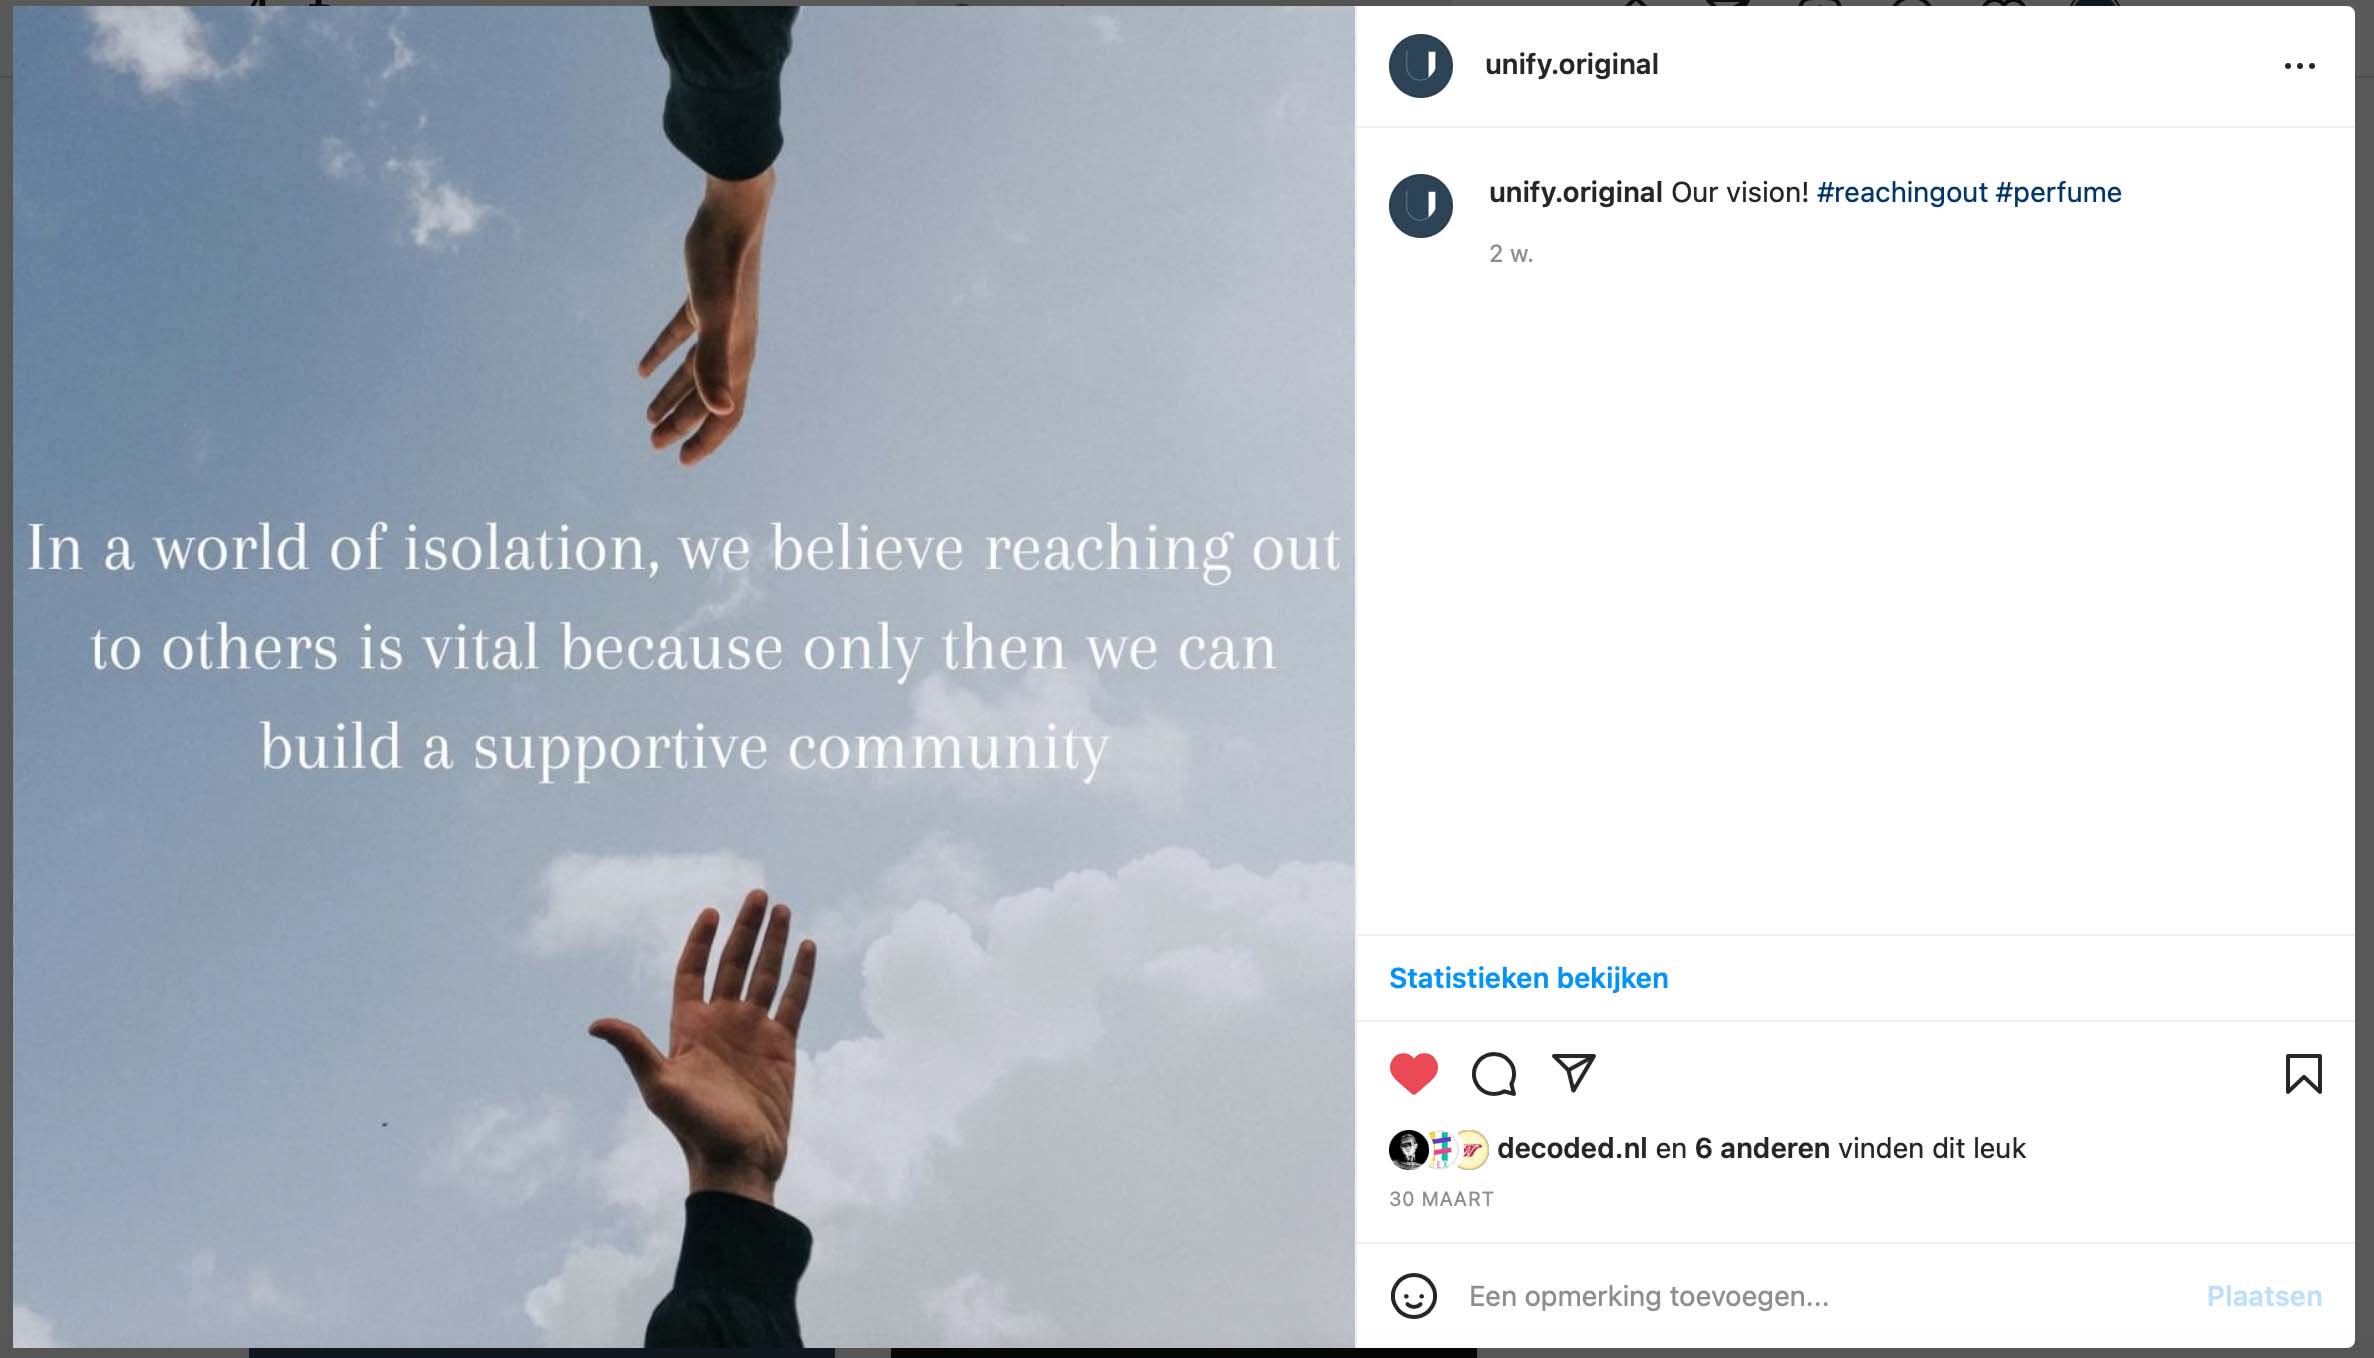 In a world of isolation, we believe reaching out
to others is vital because only then we can
build a supportive community
unify.original
unify.original Our vision! #reachingout #perfume
2 w.
Statistieken bekijken
decoded.nl en 6 anderen vinden dit leuk
30 MAART
Een opmerking toevoegen...
Plaatsen